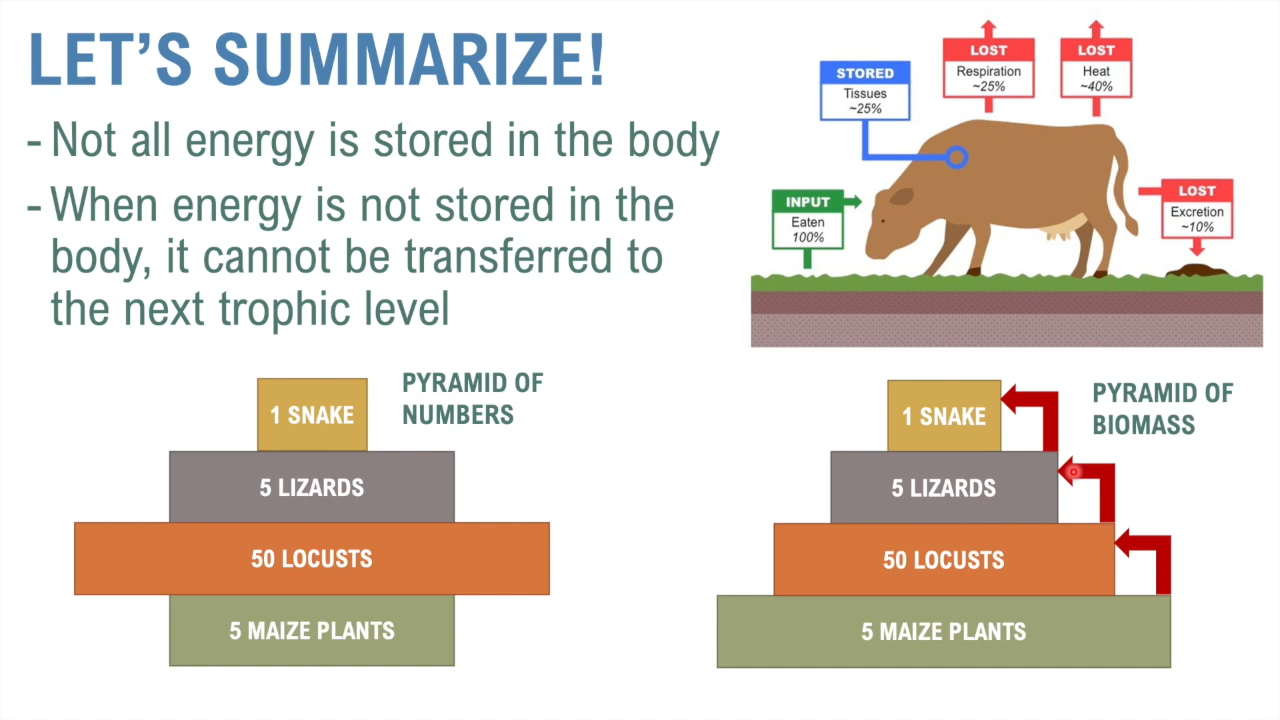 LET'S SUMMARIZE!
- Not all energy is stored in the body
- When energy is not stored in the
body, it cannot be transferred to
the next trophic level
LOST
Respiration
~25%
LOST
Heat
~40%
STORED
Tissues
~25%
INPUT
Eaten
100%
LOST
Excretion
~10%
PYRAMID OF
NUMBERS
1 SNAKE
5 LIZARDS
50 LOCUSTS
5 MAIZE PLANTS
PYRAMID OF
BIOMASS
1 SNAKE
5 LIZARDS
50 LOCUSTS
5 MAIZE PLANTS